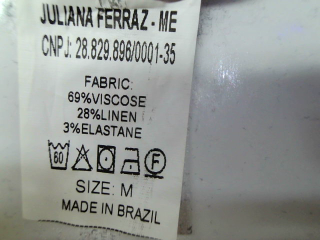 JULIANA FERRAZ - ME
CNPJ: 28.829.896/0001-35
FABRIC:
69%VISCOSE
28%LINEN
3%ELASTANE
60 F
SIZE: M
MADE IN BRAZIL